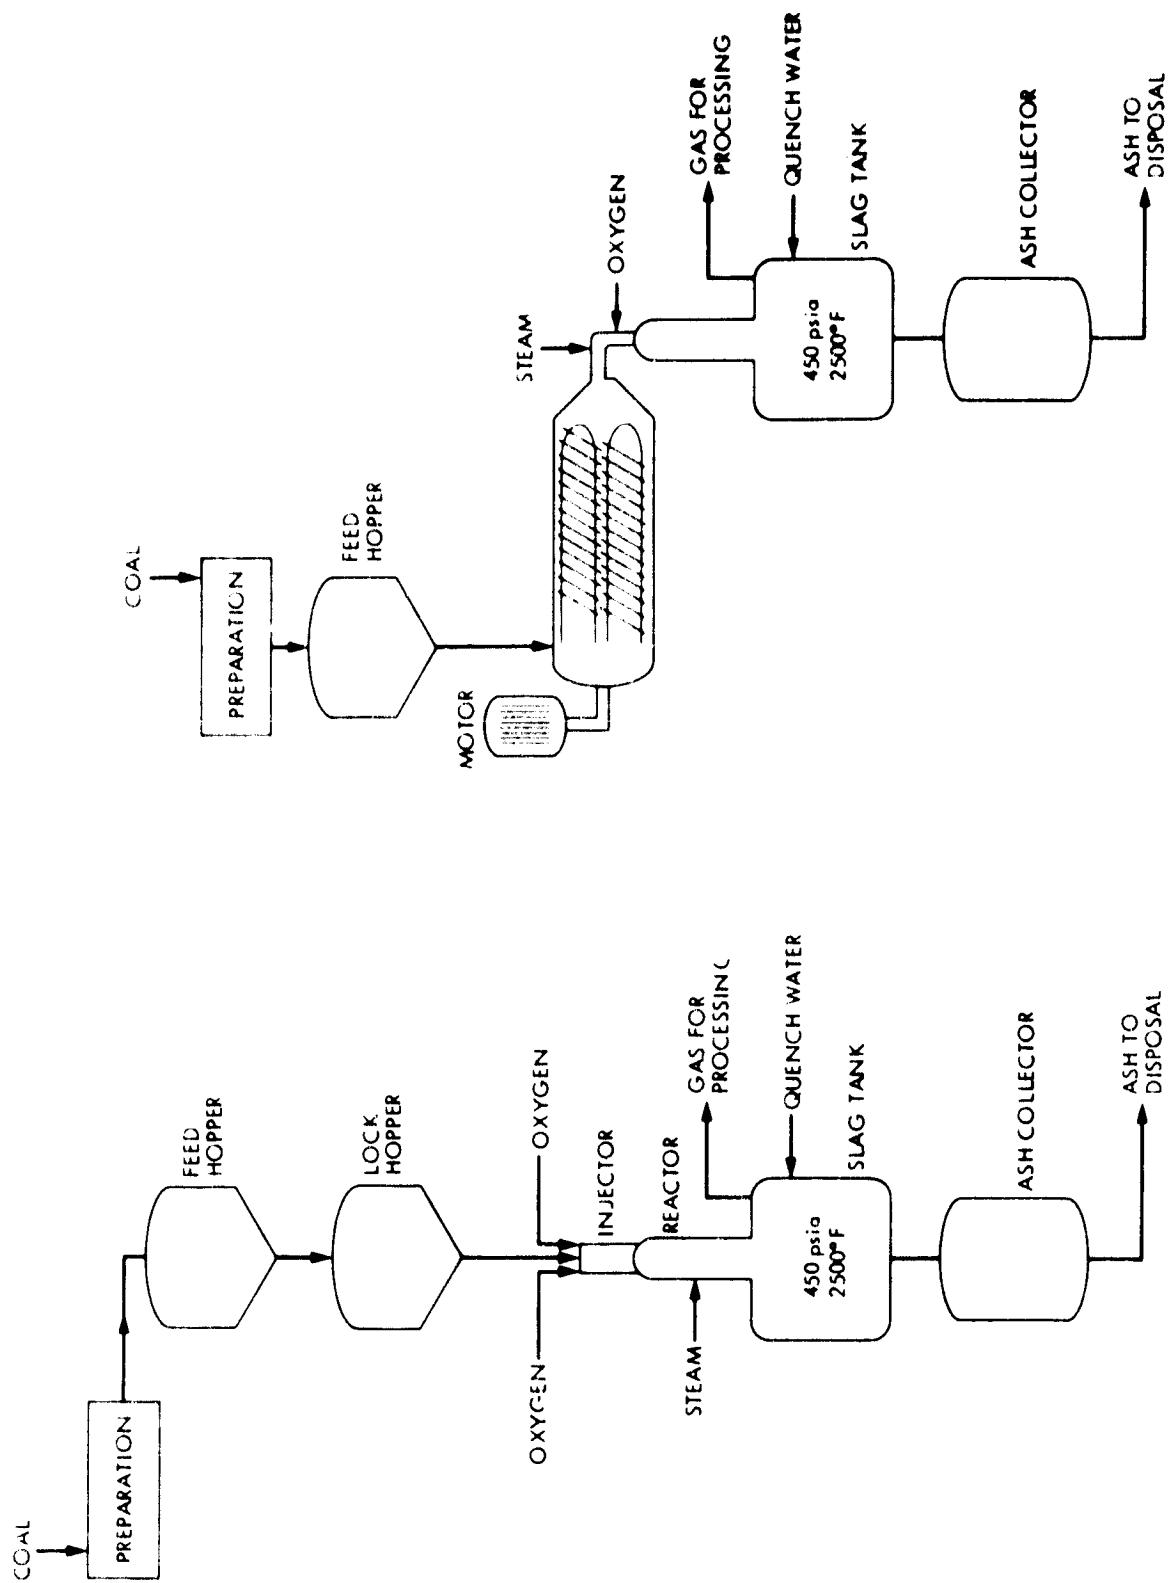 COAL
PREPARATION
FEED
HOPPER
LOCK
HOPPER
OXYGEN
OXYGEN
INJECTOR
REACTOR
STEAM
GAS FOR
PROCESSING
QUENCH WATER
450 psia
2500°F
SLAG TANK
ASH COLLECTOR
ASH TO
DISPOSAL
COAL
PREPARATION
FEED
HOPPER
MOTOR
STEAM
OXYGEN
GAS FOR
PROCESSING
QUENCH WATER
450 psia
2500°F
SLAG TANK
ASH COLLECTOR
ASH TO
DISPOSAL